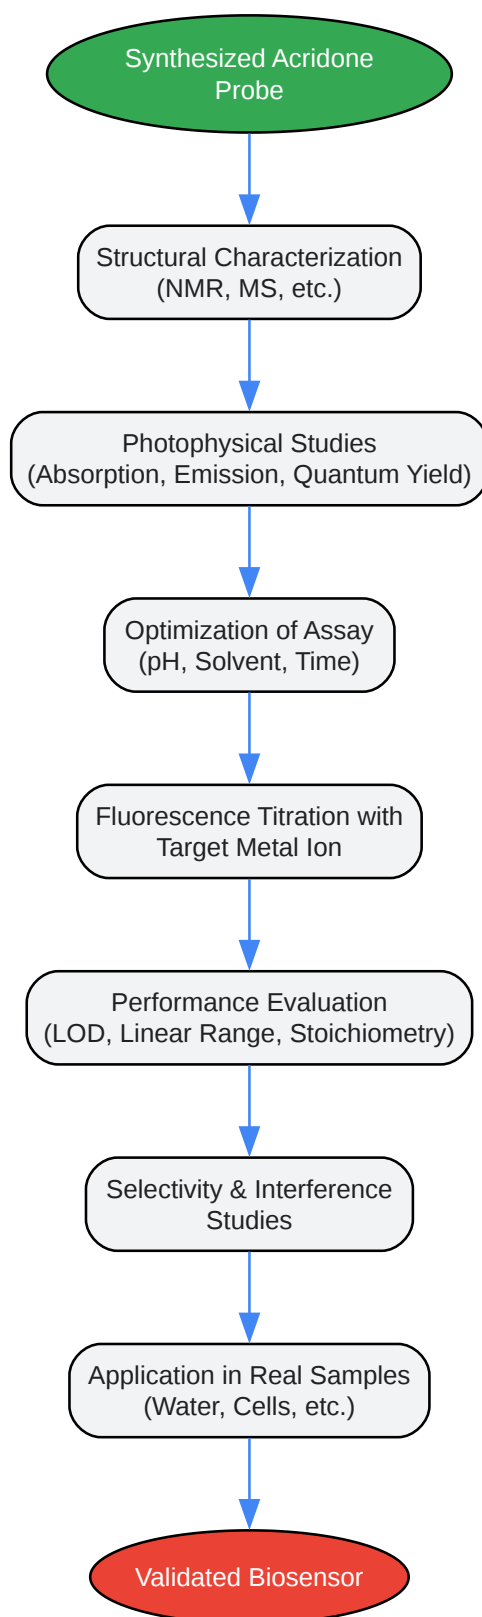 Synthesized Acridone
Probe
Structural Characterization
(NMR, MS, etc.)
Photophysical Studies
(Absorption, Emission, Quantum Yield)
Optimization of Assay
(pH, Solvent, Time)
Fluorescence Titration with
Target Metal Ion
Performance Evaluation
(LOD, Linear Range, Stoichiometry)
Selectivity & Interference
Studies
Application in Real Samples
(Water, Cells, etc.)
Validated Biosensor